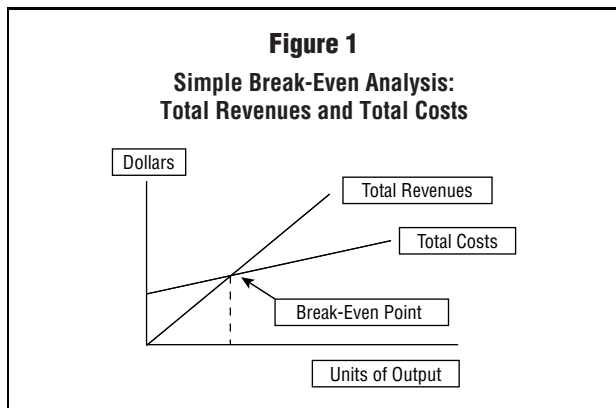 Figure 1
Simple Break-Even Analysis:
Total Revenues and Total Costs
Dollars
Total Revenues
Total Costs
Break-Even Point
Units of Output